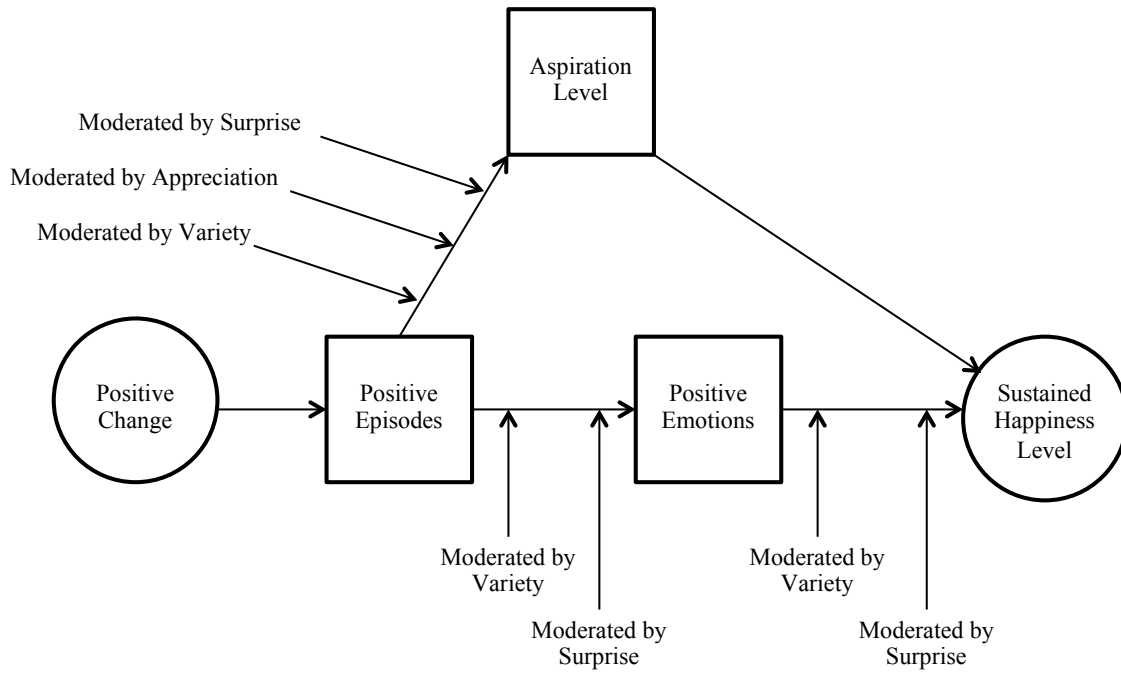 Aspiration
Level
Moderated by Surprise
Moderated by Appreciation
Moderated by Variety
Positive
Change
Positive
Episodes
Positive
Emotions
Sustained
Happiness
Level
Moderated by
Variety
Moderated by
Surprise
Moderated by
Variety
Moderated by
Surprise